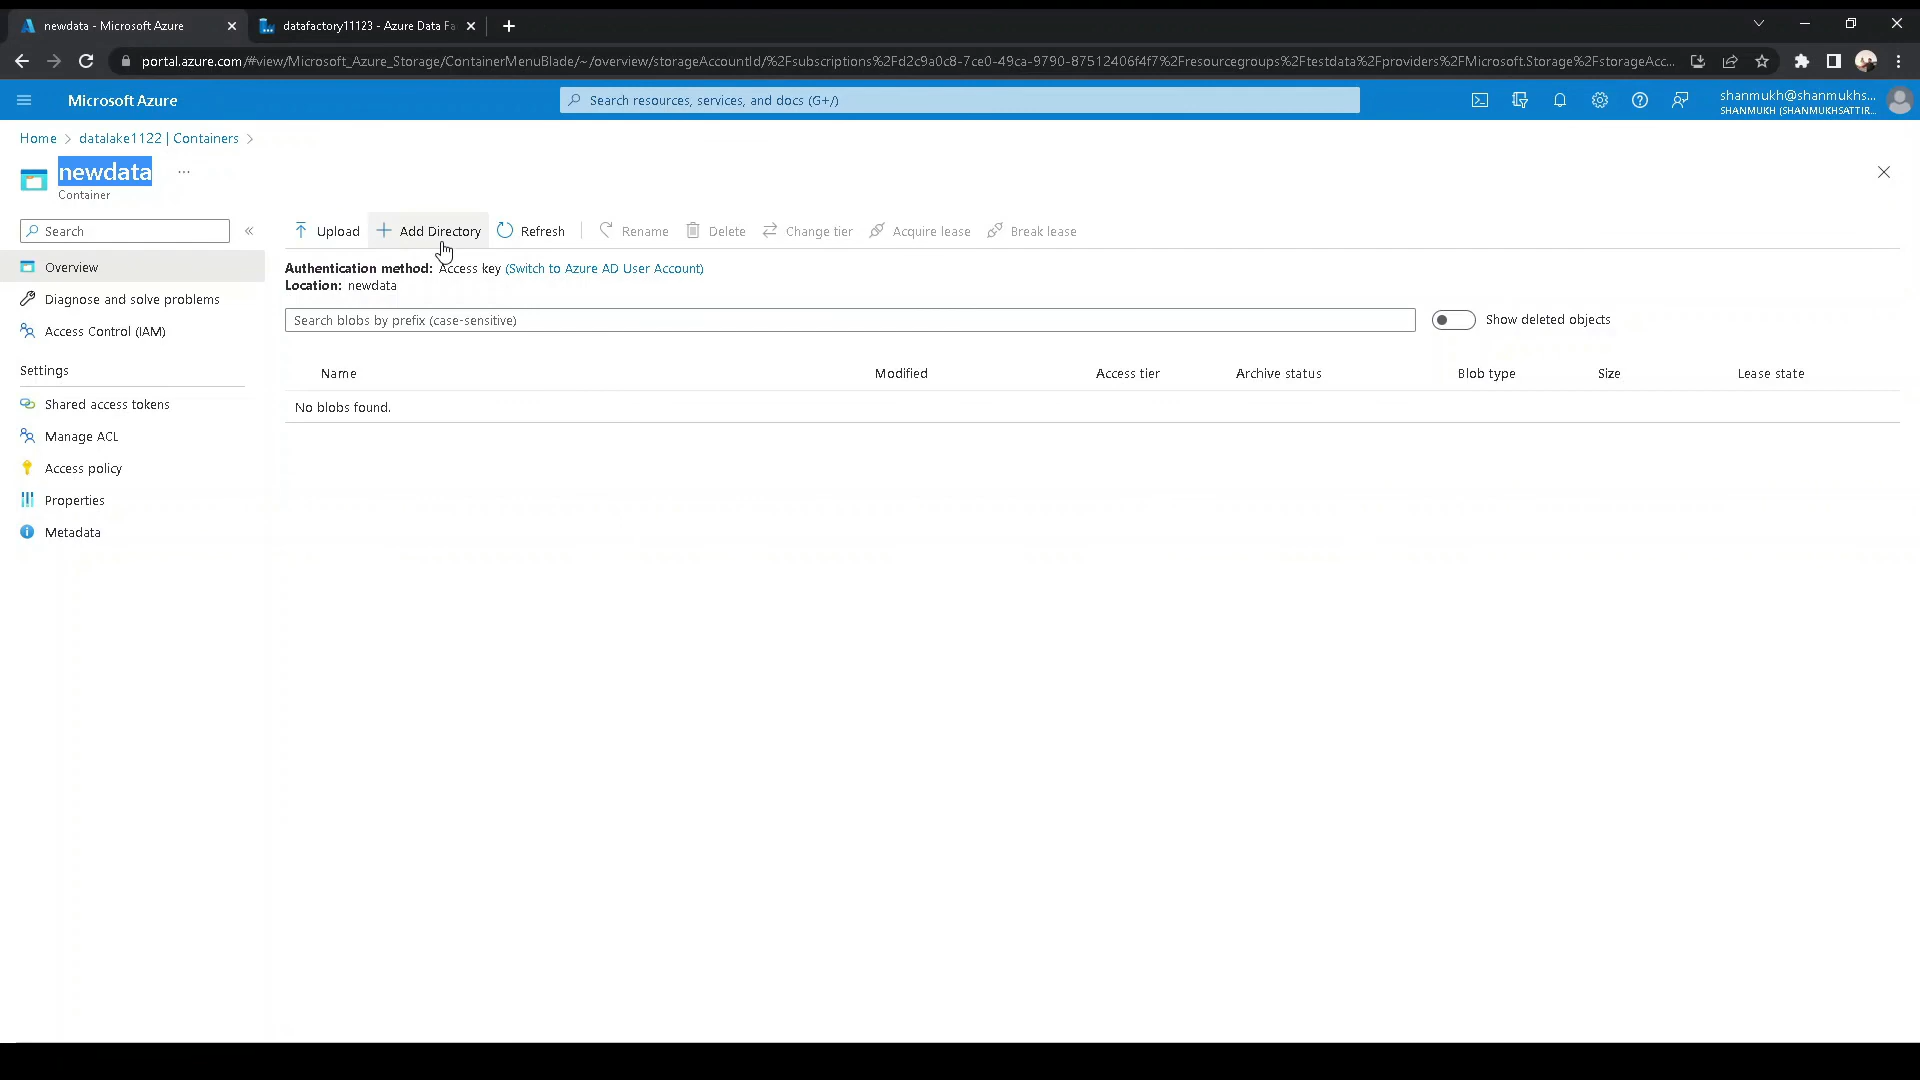 newdata - Microsoft Azure
datafactory11123 - Azure Data Fa
portal.azure.com/#view/Microsoft_Azure_Storage/ContainerMenuBlade/~/overview/storageAccountId/%2Fsubscriptions%2Fd2c9a0c8-7ce0-49ca-9790-87512406f4f7%2Fresourcegroups%2Ftestdata%2Fproviders%2FMicrosoft.Storage%2FstorageAcc...
Microsoft Azure
Search resources, services, and docs (G+/)
shanmukh@shanmukhs...
SHANMUKH (SHANMUKHSATTIR...
Home > datalake1122 | Containers >
newdata ...
Container
Search «
Upload Add Directory Refresh Rename Delete Change tier Acquire lease Break lease
Overview
Diagnose and solve problems
Access Control (IAM)
Settings
Shared access tokens
Manage ACL
Access policy
Properties
Metadata
Authentication method: Access key (Switch to Azure AD User Account)
Location: newdata
Search blobs by prefix (case-sensitive)
Show deleted objects
Name Modified Access tier Archive status Blob type Size Lease state
No blobs found.